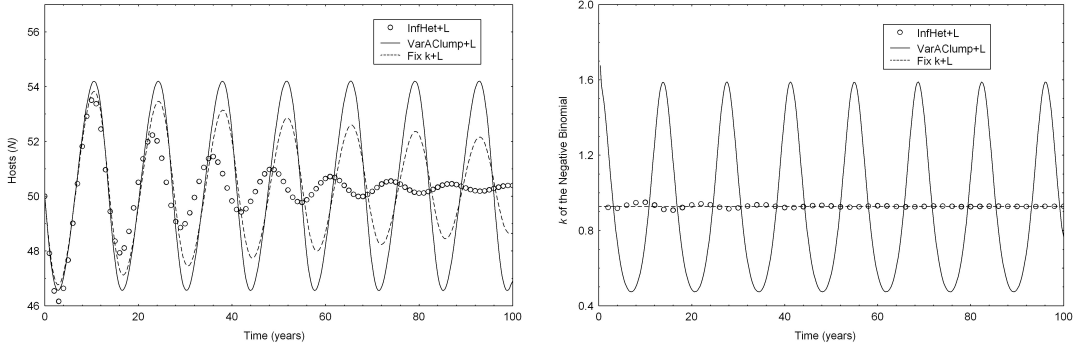 56
54
52
50
48
46
Hosts (N)
0
20
40
60
80
100
Time (years)
InfHet+L
VarAClump+L
Fix k+L
2.0
1.6
1.2
0.8
0.4
k of the Negative Binomial
0
20
40
60
80
100
Time (years)
InfHet+L
VarAClump+L
Fix k+L